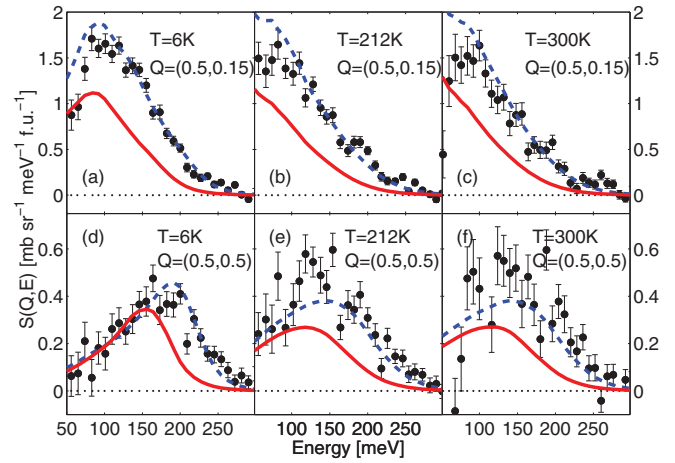 2
1.5
1
0.5
0
T=6K
Q=(0.5,0.15)
(a)
T=212K
Q=(0.5,0.15)
(b)
T=300K
Q=(0.5,0.15)
(c)
2
1.5
1
0.5
0
S(Q,E) [mb sr⁻¹ meV⁻¹ f.u.⁻¹]
0.6
0.4
0.2
0
(d)
T=6K
Q=(0.5,0.5)
(e)
T=212K
Q=(0.5,0.5)
(f)
T=300K
Q=(0.5,0.5)
0.6
0.4
0.2
0
50 100 150 200 250 100 150 200 250 100 150 200 250
Energy [meV]